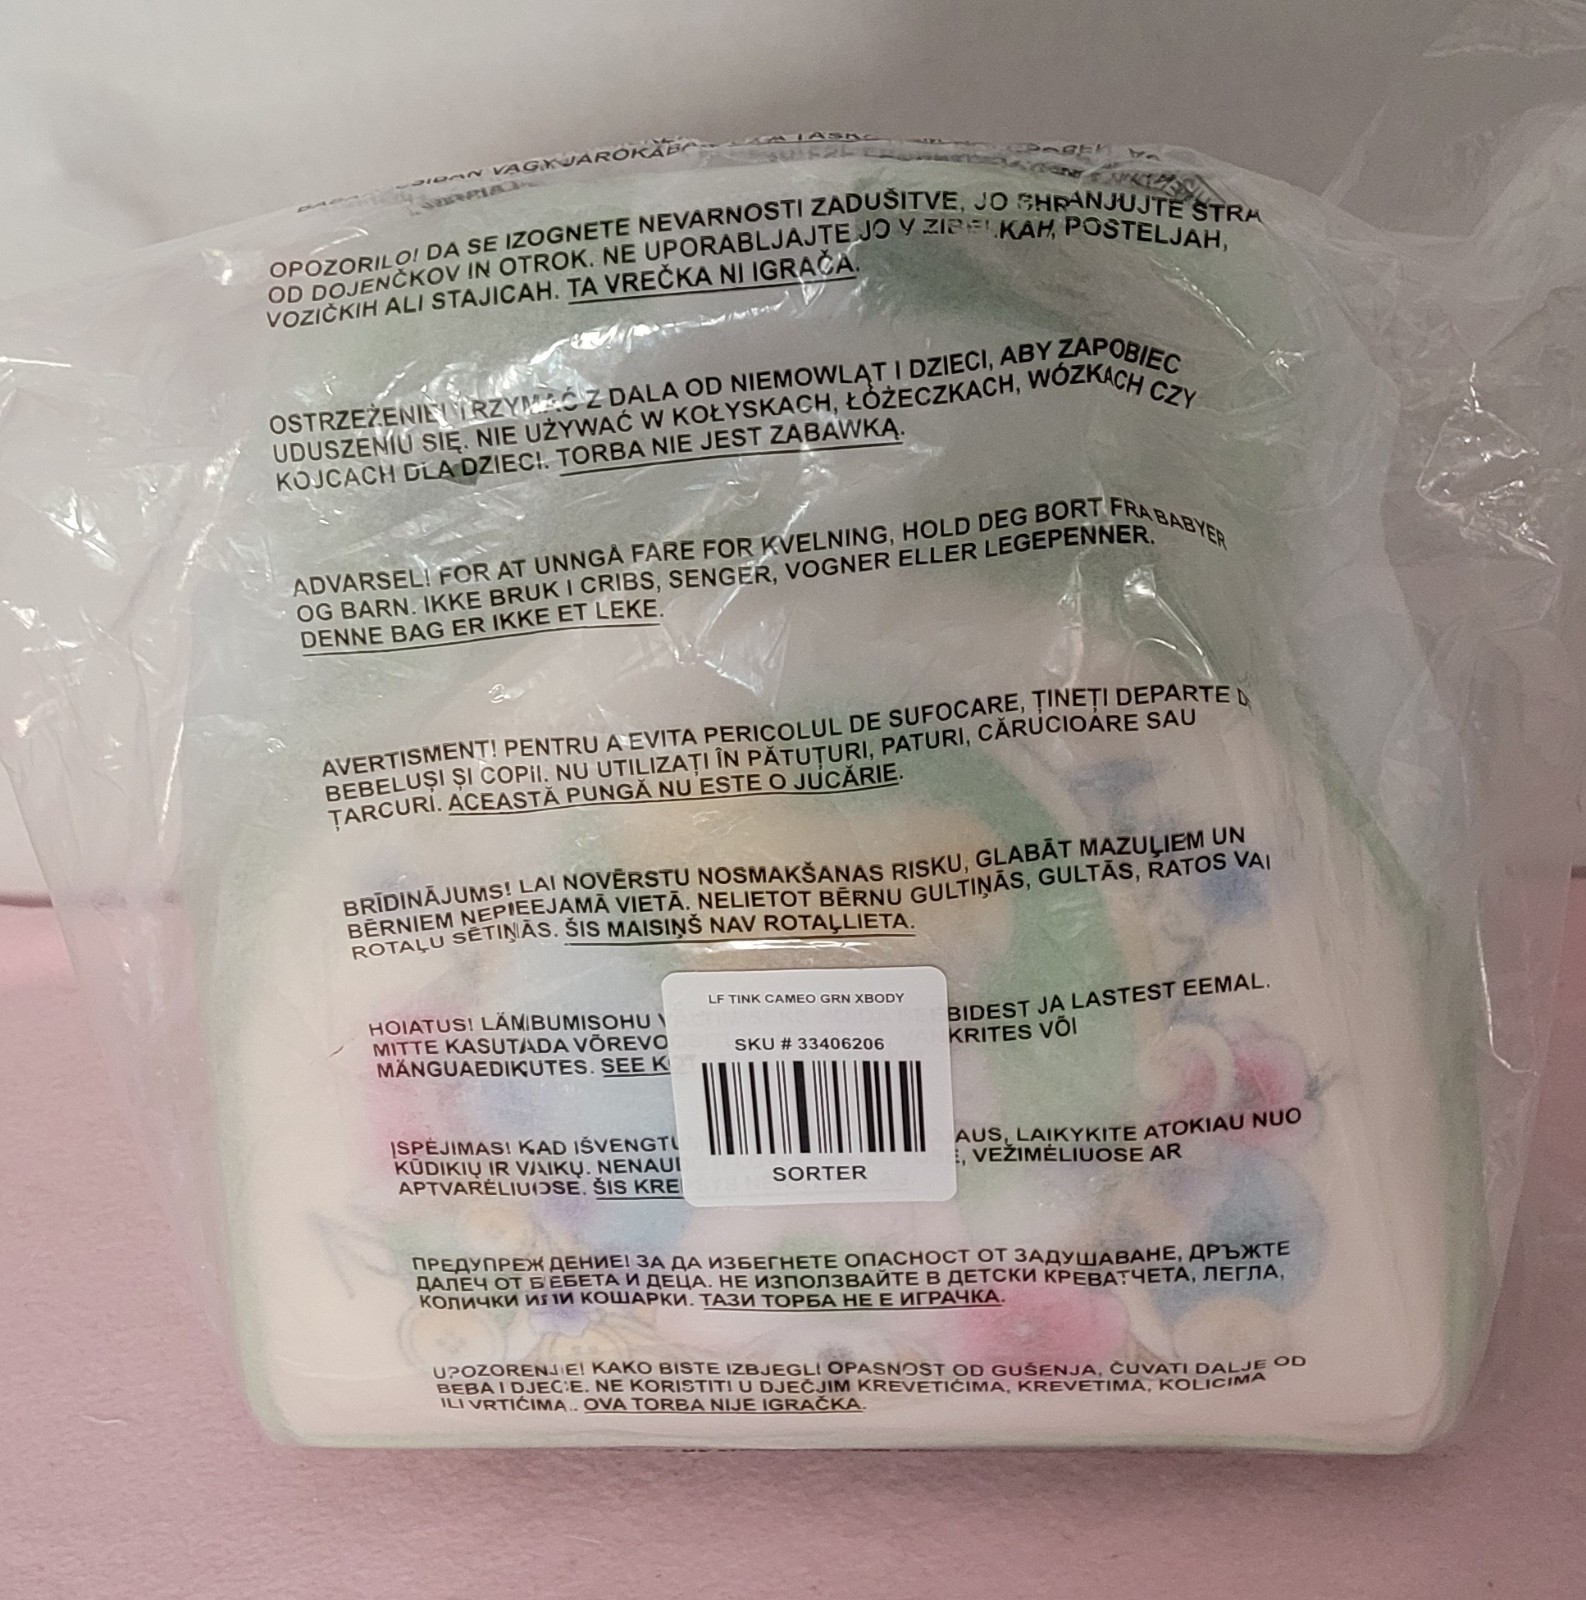 VAGY JÁRÓKÁBA
OPOZORILO! DA SE IZOGNETE NEVARNOSTI ZADUŠITVE, JO SHRANJUJTE STRA
OD DOJENČKOV IN OTROK. NE UPORABLJAJTE JO V ZIBELKAH, POSTELJAH,
VOZIČKIH ALI STAJICAH. TA VREČKA NI IGRAČA.
OSTRZEŻENIE! TRZYMAĆ Z DALA OD NIEMOWLĄT I DZIECI, ABY ZAPOBIEC
UDUSZENIU SIĘ. NIE UŻYWAĆ W KOŁYSKACH, ŁÓŻECZKACH, WÓZKACH CZY
KOJCACH DLA DZIECI. TORBA NIE JEST ZABAWKĄ.
ADVARSEL! FOR AT UNNGÅ FARE FOR KVELNING, HOLD DEG BORT FRA BABYER
OG BARN. IKKE BRUK I CRIBS, SENGER, VOGNER ELLER LEGEPENNER.
DENNE BAG ER IKKE ET LEKE.
AVERTISMENT! PENTRU A EVITA PERICOLUL DE SUFOCARE, ȚINEȚI DEPARTE D
BEBELUȘI ȘI COPII. NU UTILIZAȚI ÎN PĂTUȚURI, PATURI, CĂRUCIOARE SAU
ȚARCURI. ACEASTĂ PUNGĂ NU ESTE O JUCĂRIE.
BRĪDINĀJUMS! LAI NOVĒRSTU NOSMAKŠANAS RISKU, GLABĀT MAZUĻIEM UN
BĒRNIEM NEPIEEJAMĀ VIETĀ. NELIETOT BĒRNU GULTIŅĀS, GULTĀS, RATOS VAI
ROTAĻU SĒTIŅĀS. ŠIS MAISIŅŠ NAV ROTAĻLIETA.
HOIATUS! LÄMBUMISOHU V BIDEST JA LASTEST EEMAL.
MITTE KASUTADA VÕREVO KRITES VÕI
MÄNGUAEDIKUTES. SEE K
LF TINK CAMEO GRN XBODY
SKU # 33406206
SORTER
ĮSPĖJIMAS! KAD IŠVENGTU AUS, LAIKYKITE ATOKIAU NUO
KŪDIKIŲ IR VAIKŲ. NENAU , VEŽIMĖLIUOSE AR
APTVARĖLIUOSE. ŠIS KRE
ПРЕДУПРЕЖДЕНИЕ! ЗА ДА ИЗБЕГНЕТЕ ОПАСНОСТ ОТ ЗАДУШАВАНЕ, ДРЪЖТЕ
ДАЛЕЧ ОТ БЕБЕТА И ДЕЦА. НЕ ИЗПОЛЗВАЙТЕ В ДЕТСКИ КРЕВАТЧЕТА, ЛЕГЛА,
КОЛИЧКИ ИЛИ КОШАРКИ. ТАЗИ ТОРБА НЕ Е ИГРАЧКА.
UPOZORENJE! KAKO BISTE IZBJEGLI OPASNOST OD GUŠENJA, ČUVATI DALJE OD
BEBA I DJECE. NE KORISTITI U DJEČJIM KREVETIĆIMA, KREVETIMA, KOLICIMA
ILI VRTIĆIMA.. OVA TORBA NIJE IGRAČKA.